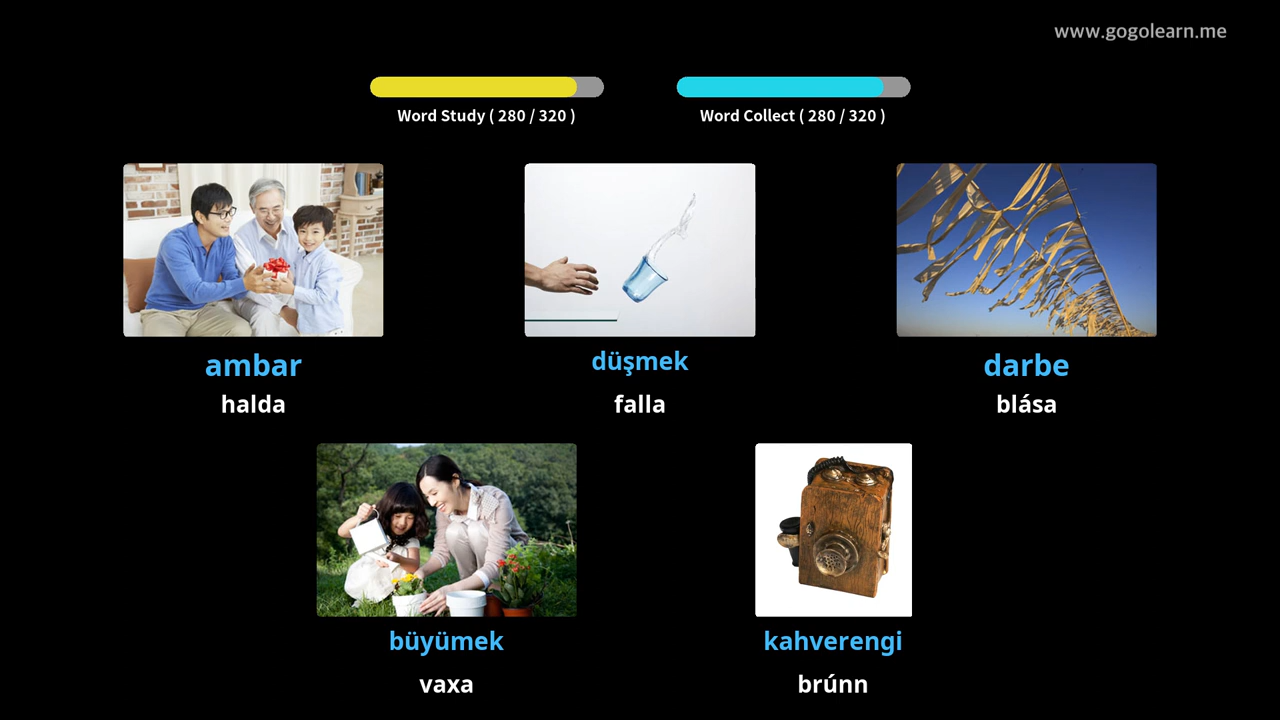 www.gogolearn.me
Word Study ( 280 / 320 )
Word Collect ( 280 / 320 )
ambar
halda
düşmek
falla
darbe
blása
büyümek
vaxa
kahverengi
brúnn